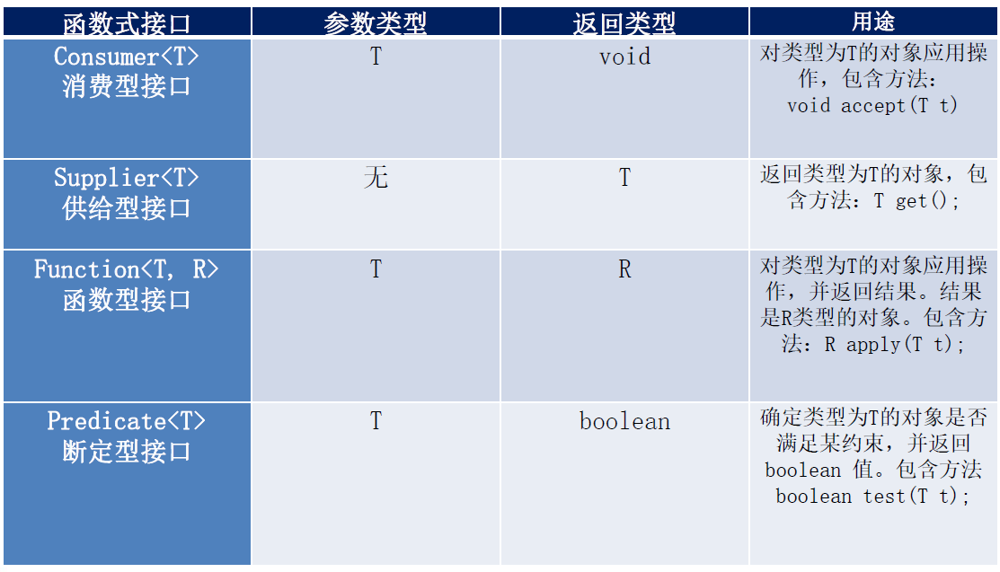 函数式接口 参数类型 返回类型 用途
Consumer<T> T void 对类型为T的对象应用操
消费型接口 作，包含方法：
void accept(T t)
Supplier<T> 无 T 返回类型为T的对象，包
供给型接口 含方法：T get();
Function<T, R> T R 对类型为T的对象应用操
函数型接口 作，并返回结果。结果
是R类型的对象。包含方
法：R apply(T t);
Predicate<T> T boolean 确定类型为T的对象是否
断定型接口 满足某约束，并返回
boolean 值。包含方法
boolean test(T t);